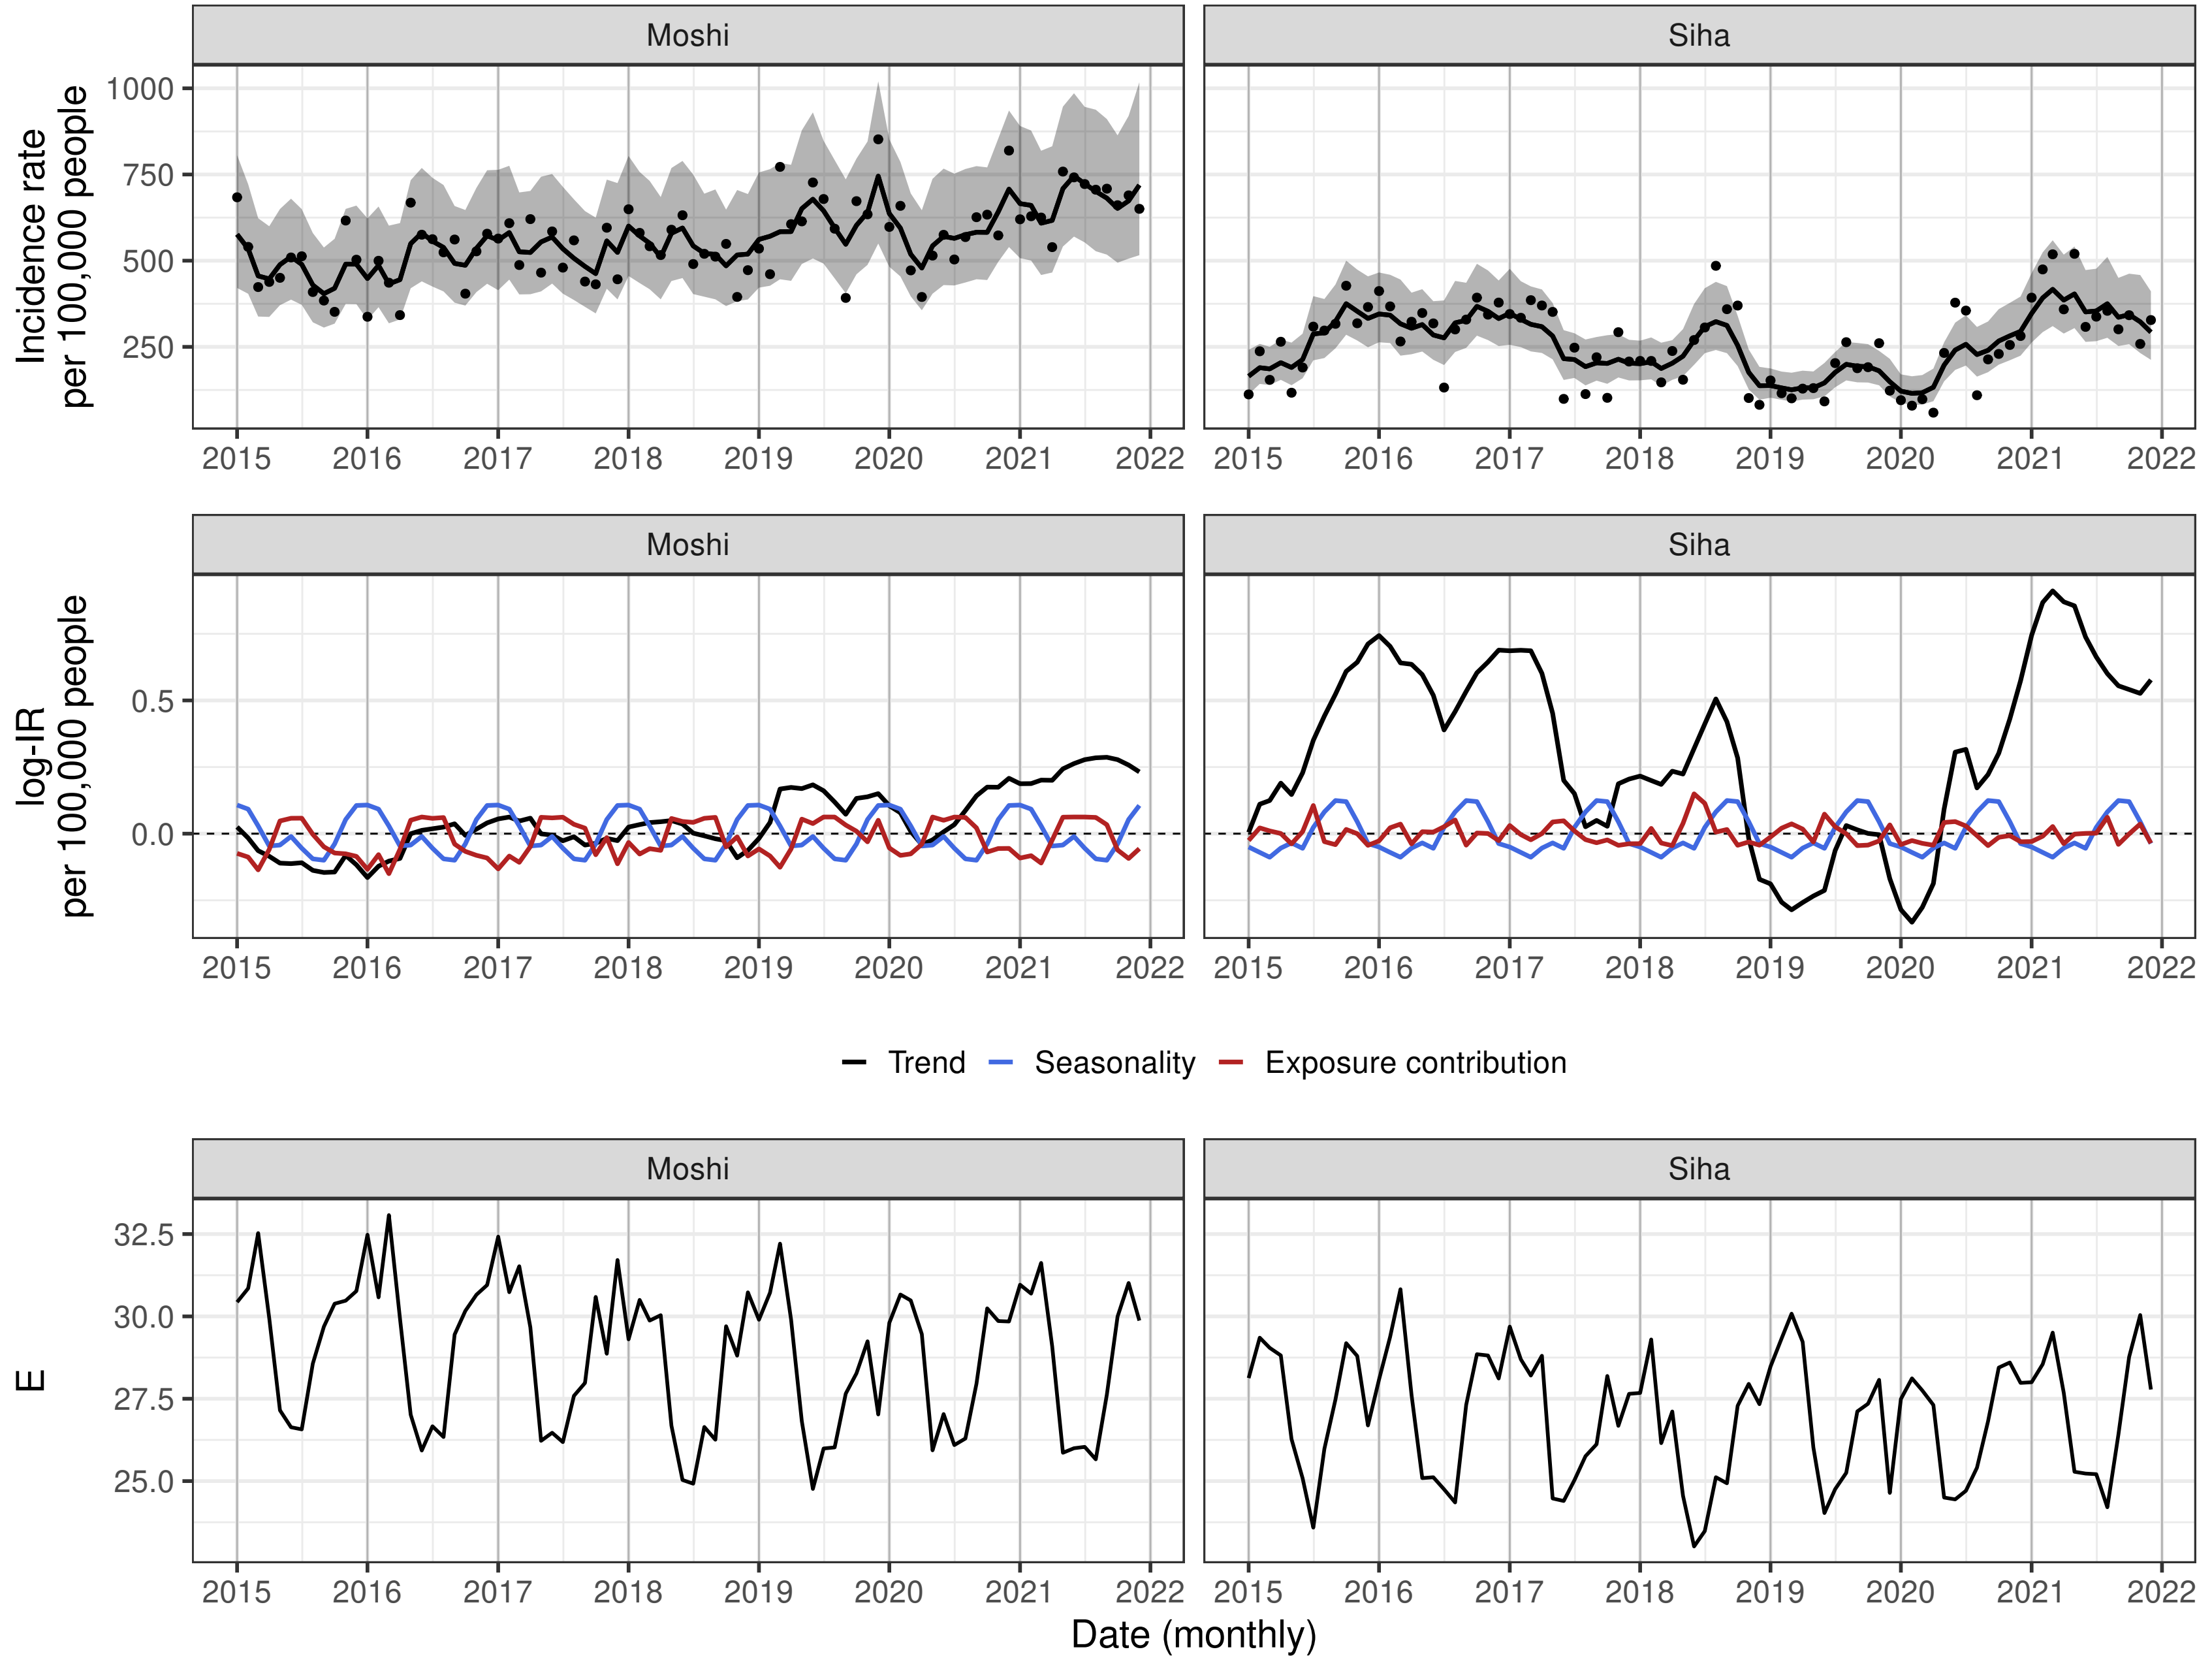 Moshi Siha
Incidence rate
per 100,000 people
1000
750
500
250
2015 2016 2017 2018 2019 2020 2021 2022 2015 2016 2017 2018 2019 2020 2021 2022
Moshi Siha
log-IR
per 100,000 people
0.5
0.0
2015 2016 2017 2018 2019 2020 2021 2022 2015 2016 2017 2018 2019 2020 2021 2022
Trend Seasonality Exposure contribution
Moshi Siha
E
32.5
30.0
27.5
25.0
2015 2016 2017 2018 2019 2020 2021 2022 2015 2016 2017 2018 2019 2020 2021 2022
Date (monthly)